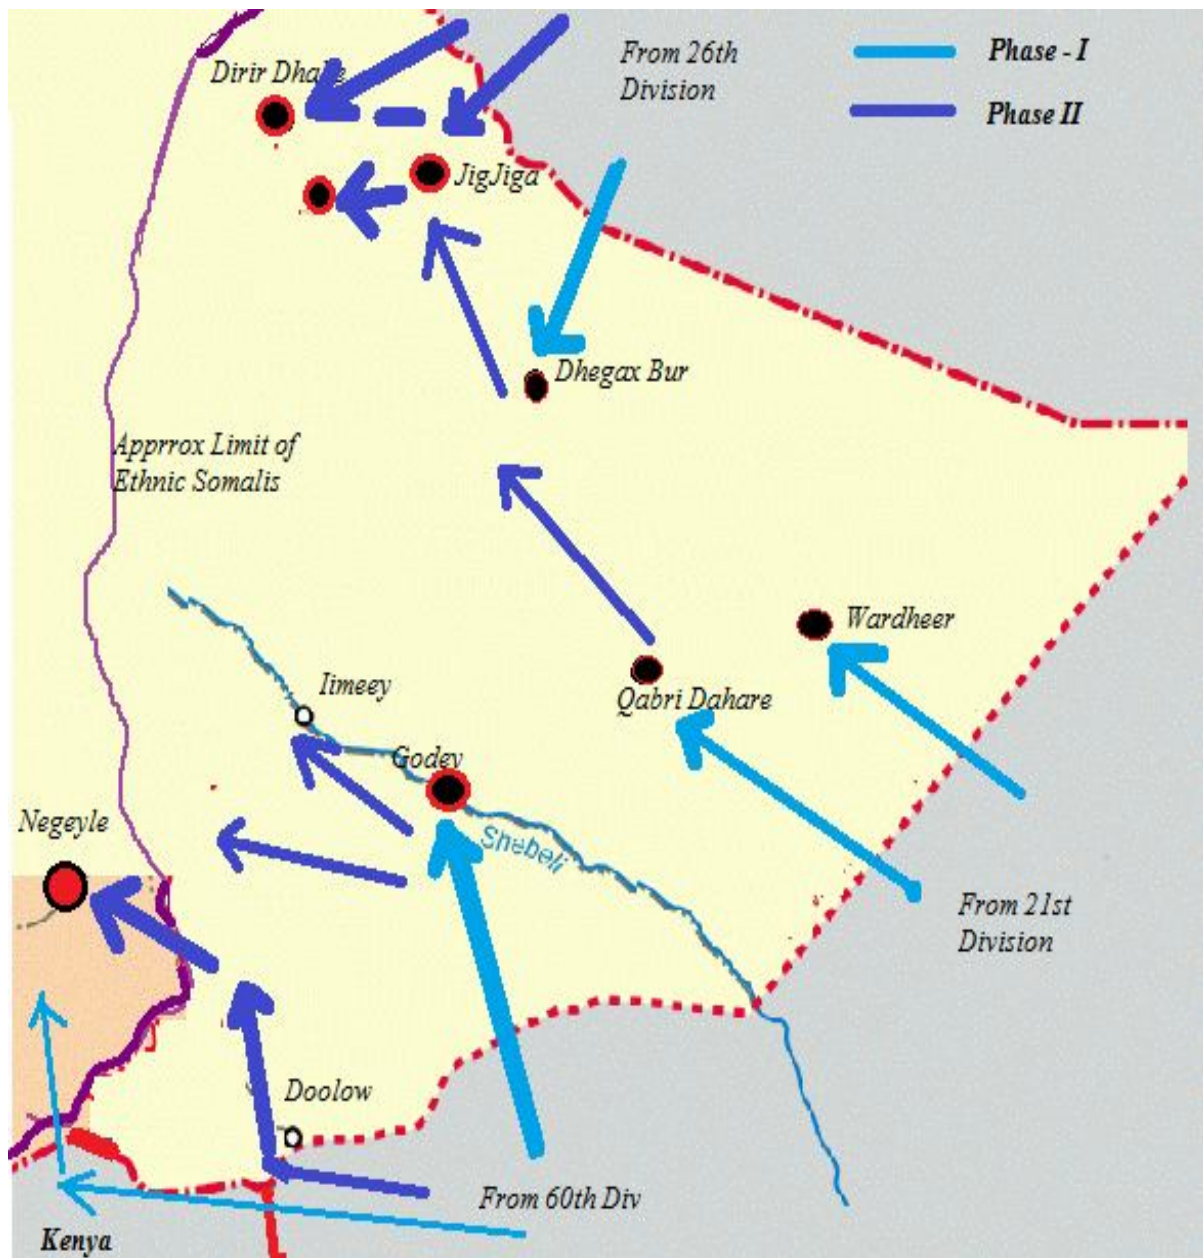 From 26th
Division
Phase - I
Phase II
Dirir Dhabe
JigJiga
Dhegax Bur
Apprrox Limit of
Ethnic Somalis
Wardheer
Iimeey
Qabri Dahare
Godey
Negeyle
Shebeli
From 21st
Division
Doolow
From 60th Div
Kenya